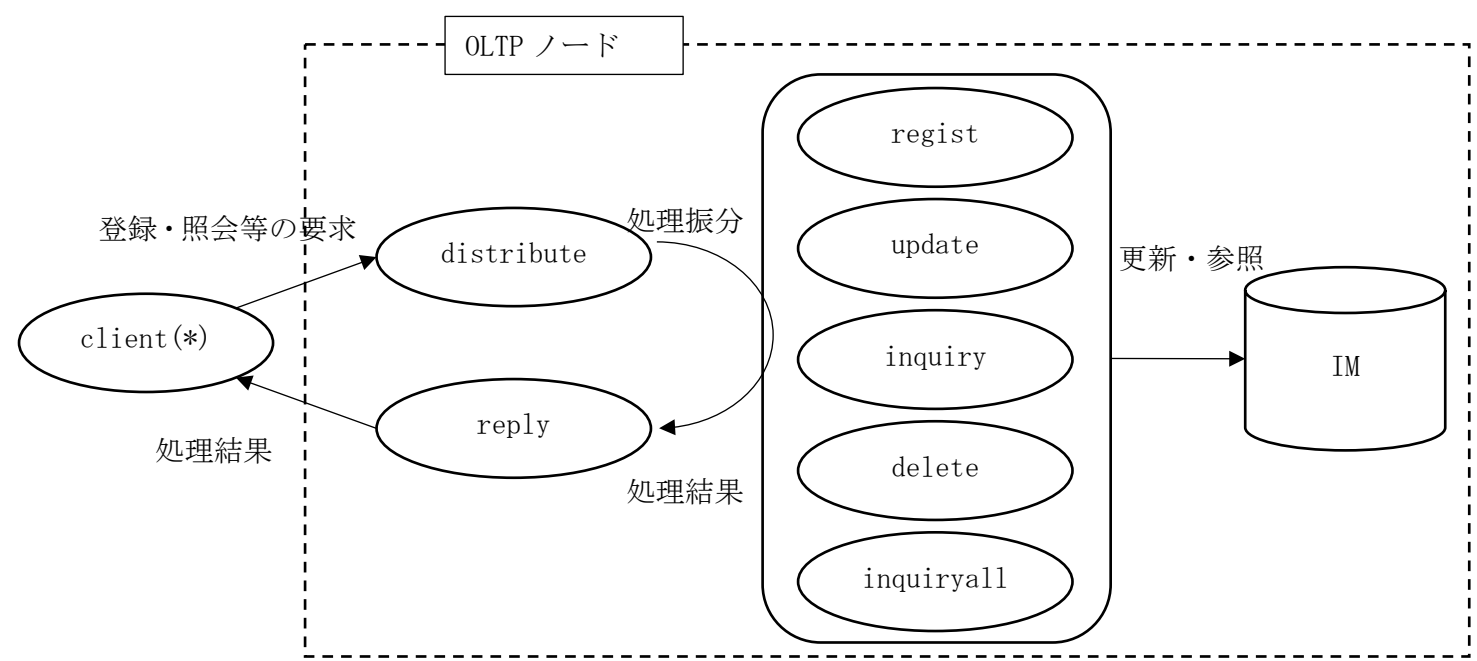 OLTP ノード
regist
登録・照会等の要求
処理振分
distribute
update
更新・参照
client(*)
inquiry
IM
reply
処理結果
delete
処理結果
inquiryall